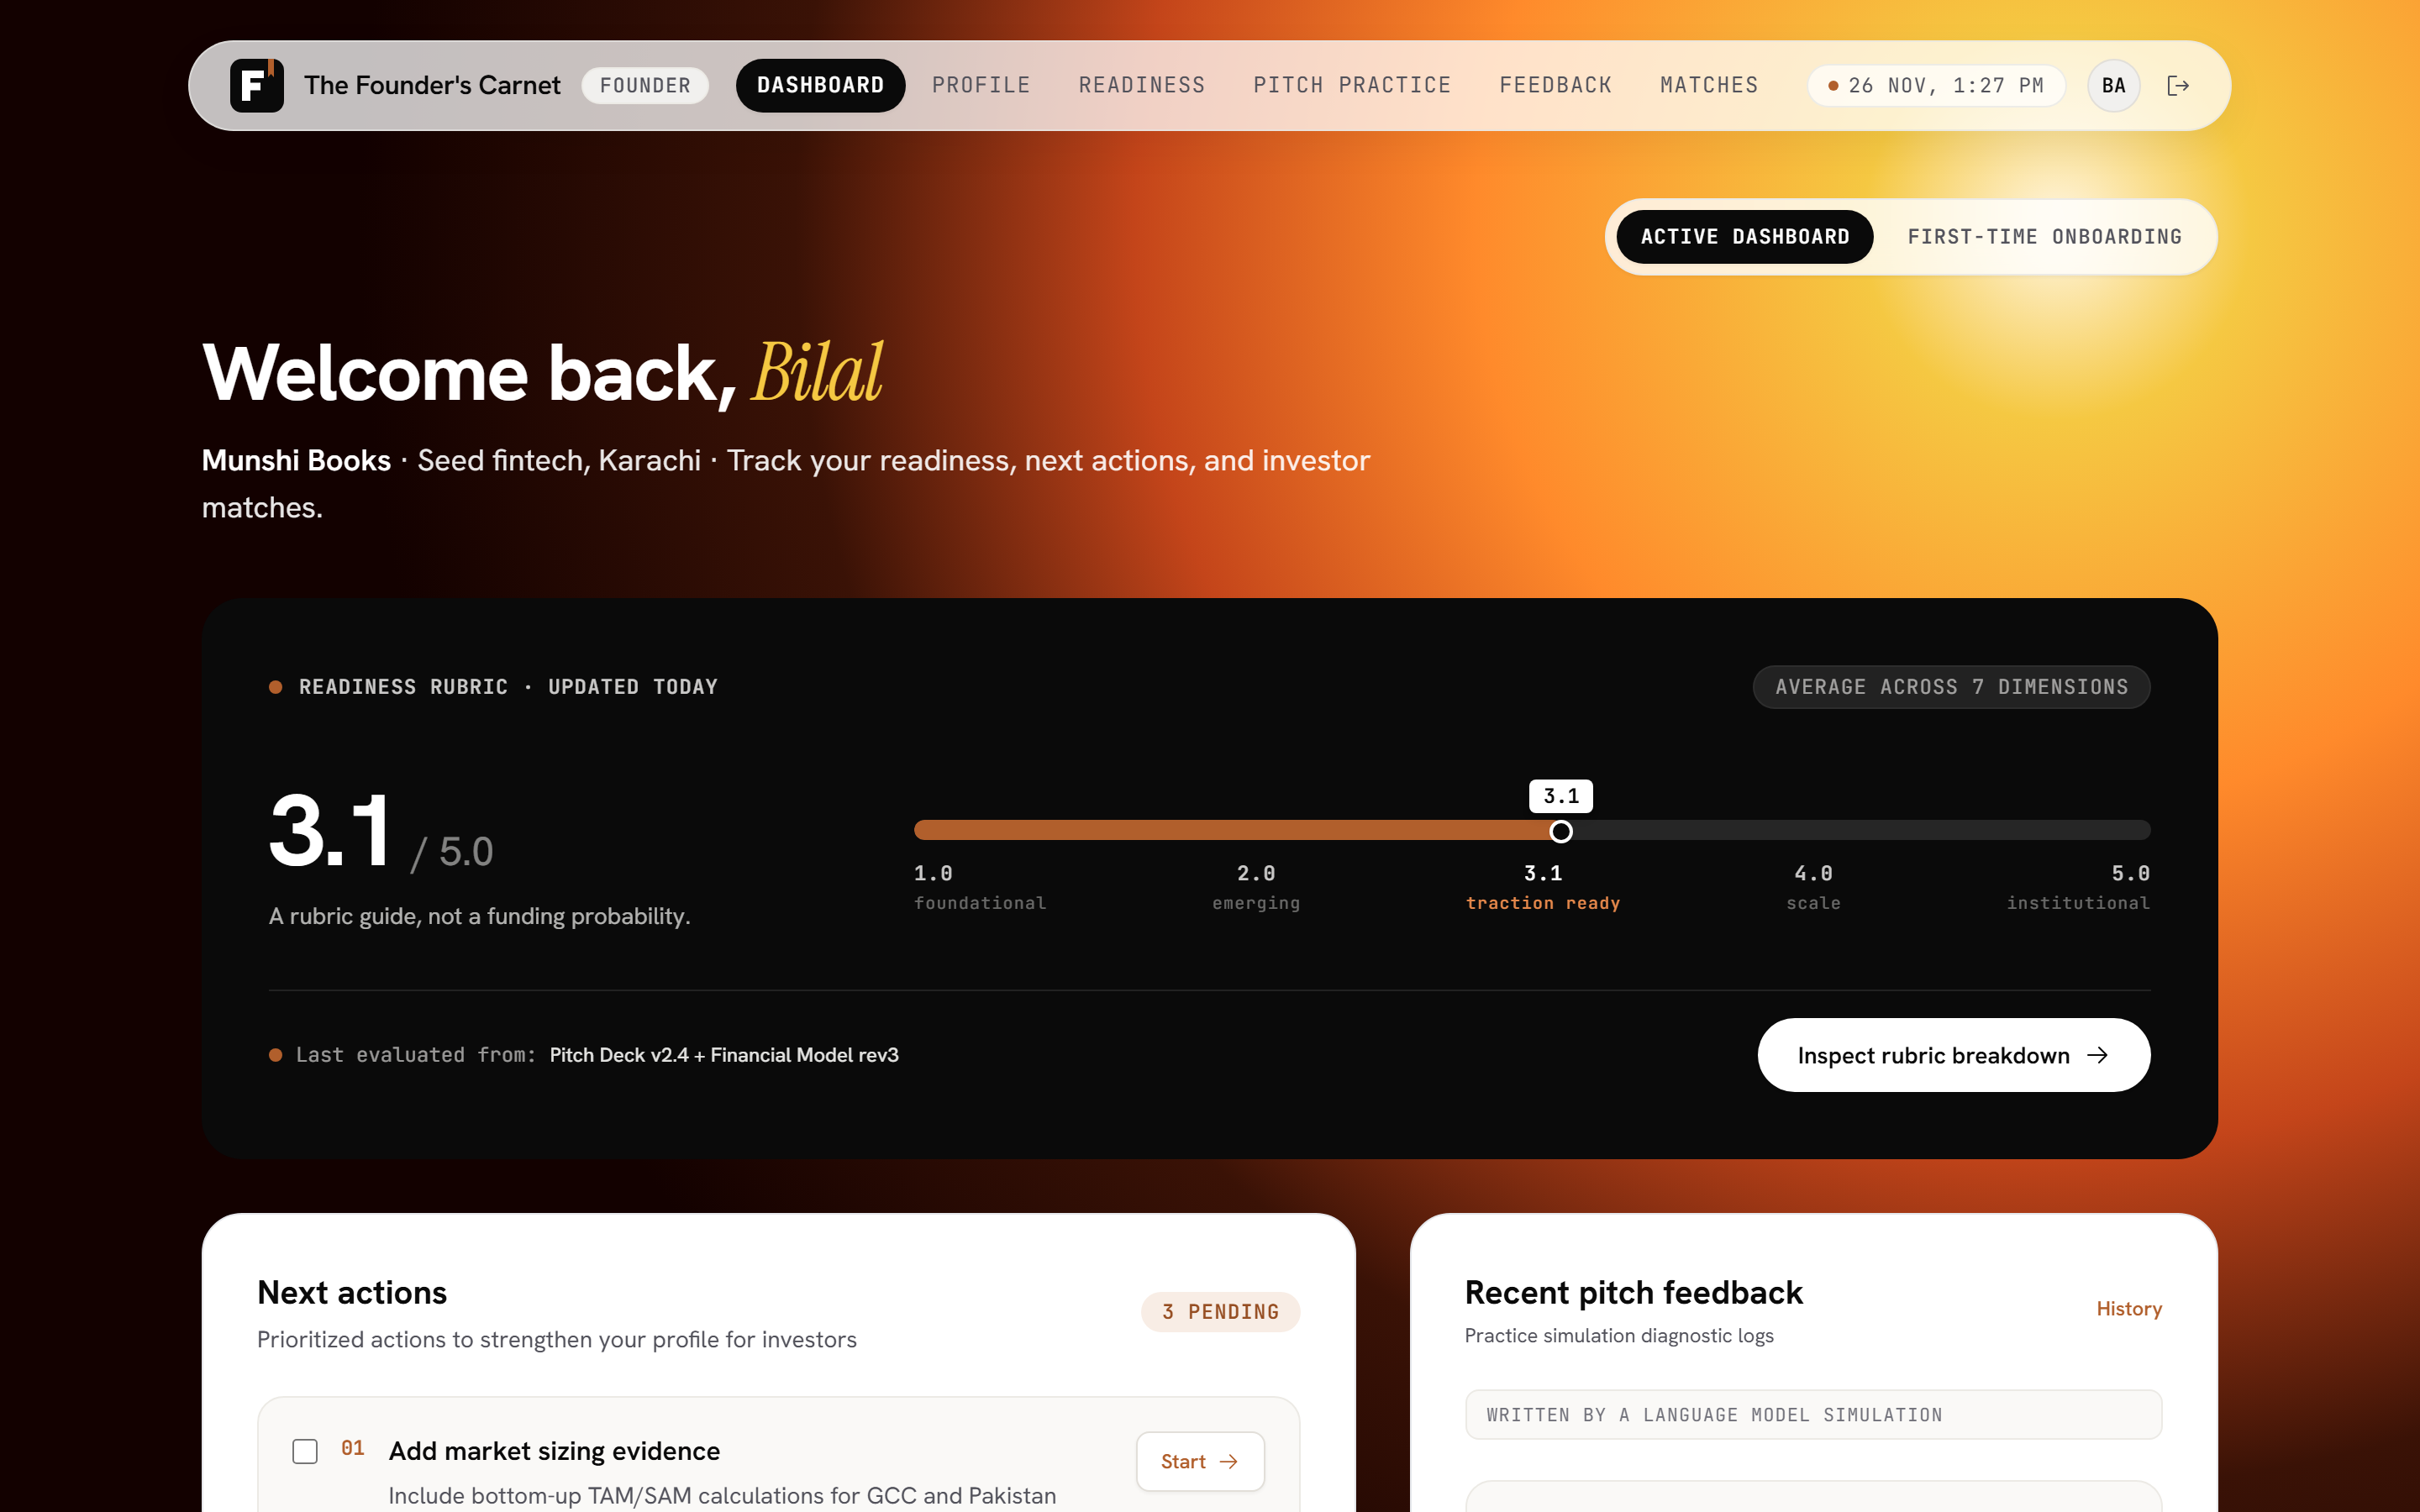 F
The Founder's Carnet
FOUNDER
DASHBOARD
PROFILE
READINESS
PITCH PRACTICE
FEEDBACK
MATCHES
26 NOV, 1:27 PM
BA
ACTIVE DASHBOARD
FIRST-TIME ONBOARDING
Welcome back, Bilal
Munshi Books · Seed fintech, Karachi · Track your readiness, next actions, and investor
matches.
READINESS RUBRIC · UPDATED TODAY
AVERAGE ACROSS 7 DIMENSIONS
3.1 / 5.0
A rubric guide, not a funding probability.
3.1
1.0
foundational
2.0
emerging
3.1
traction ready
4.0
scale
5.0
institutional
Last evaluated from: Pitch Deck v2.4 + Financial Model rev3
Inspect rubric breakdown →
Next actions
Prioritized actions to strengthen your profile for investors
3 PENDING
01
Add market sizing evidence
Include bottom-up TAM/SAM calculations for GCC and Pakistan
Start →
Recent pitch feedback
Practice simulation diagnostic logs
History
WRITTEN BY A LANGUAGE MODEL SIMULATION